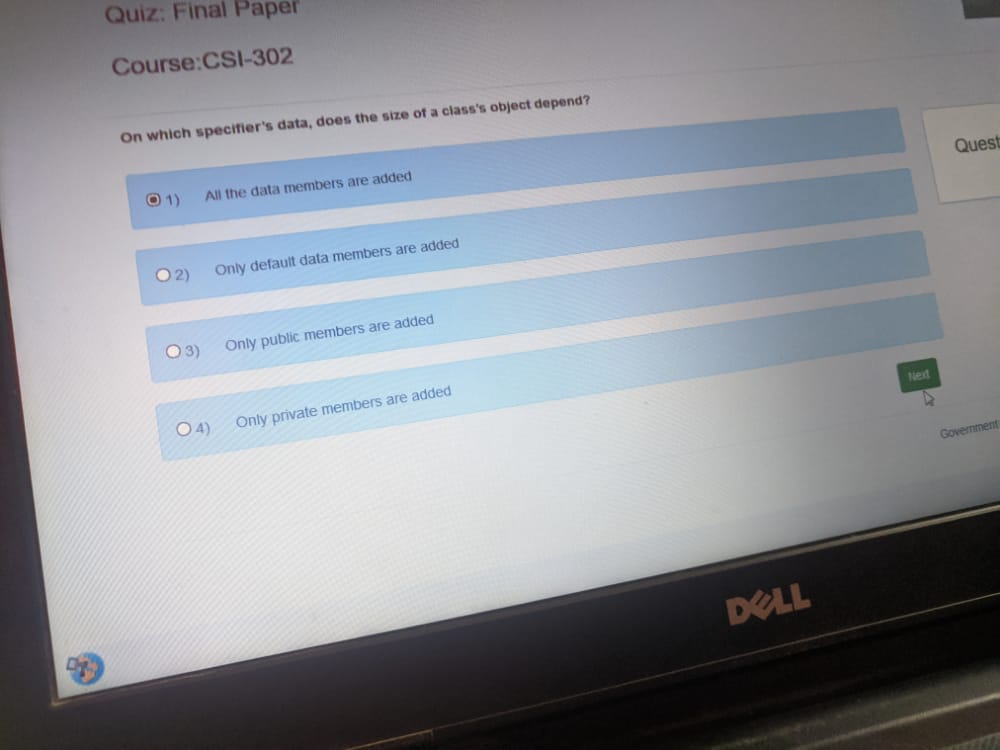 Quiz: Final Paper
Course:CSI-302
On which specifier's data, does the size of a class's object depend?
1) All the data members are added
2) Only default data members are added
3) Only public members are added
4) Only private members are added
Quest
Next
Government
DELL